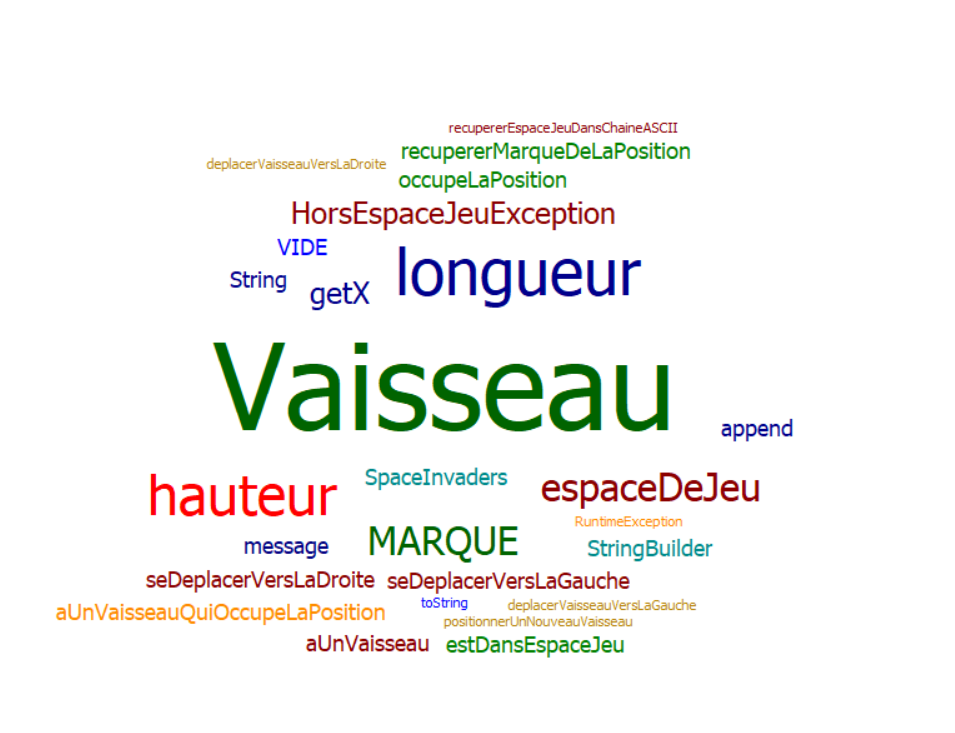 recupererEspaceJeuDansChaineASCII
recupererMarqueDeLaPosition
deplacerVaisseauVersLaDroite
occupeLaPosition
HorsEspaceJeuException
VIDE
longueur
String
getX
Vaisseau
append
SpaceInvaders
hauteur
espaceDeJeu
RuntimeException
MARQUE
message
StringBuilder
seDeplacerVersLaDroite
seDeplacerVersLaGauche
toString
deplacerVaisseauVersLaGauche
aUnVaisseauQuiOccupeLaPosition
positionnerUnNouveauVaisseau
aUnVaisseau
estDansEspaceJeu